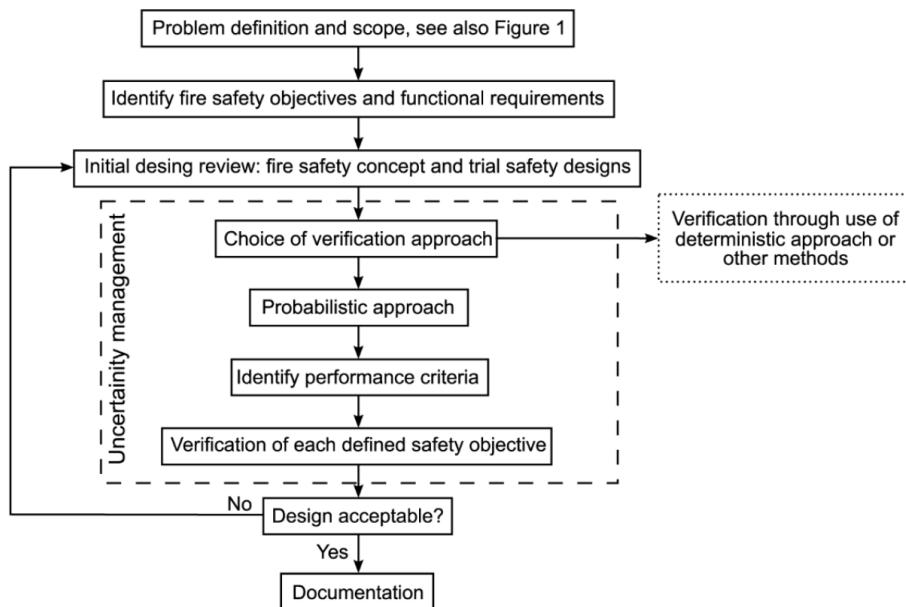 Problem definition and scope, see also Figure 1
Identify fire safety objectives and functional requirements
Initial desing review: fire safety concept and trial safety designs
Uncertainity management
Choice of verification approach
Verification through use of
deterministic approach or
other methods
Probabilistic approach
Identify performance criteria
Verification of each defined safety objective
No
Design acceptable?
Yes
Documentation